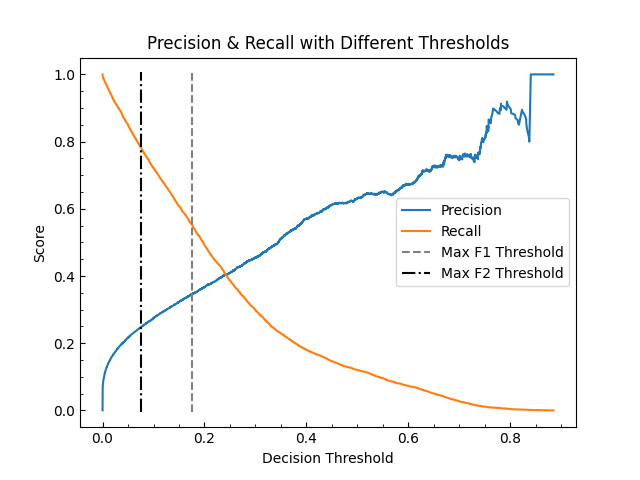 Precision & Recall with Different Thresholds
1.0
0.8
0.6
0.4
0.2
0.0
Score
Precision
Recall
Max F1 Threshold
Max F2 Threshold
0.0 0.2 0.4 0.6 0.8
Decision Threshold